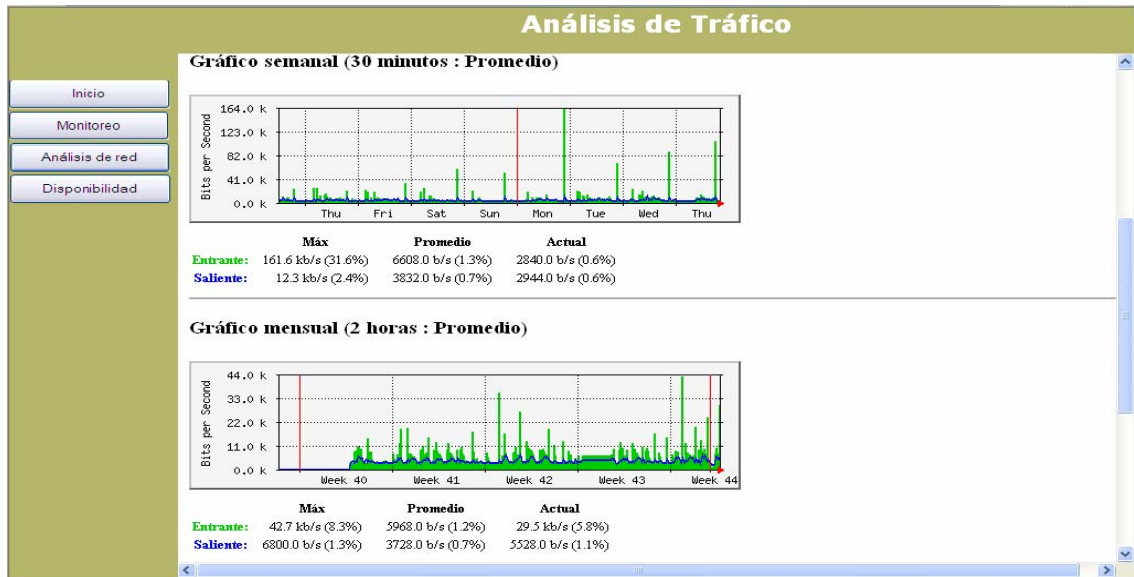 Análisis de Tráfico
Inicio
Monitoreo
Análisis de red
Disponibilidad
Gráfico semanal (30 minutos : Promedio)
Bits per Second
164.0 k
123.0 k
82.0 k
41.0 k
0.0 k
Thu Fri Sat Sun Mon Tue Wed Thu
Máx Promedio Actual
Entrante: 161.6 kb/s (31.6%) 6608.0 b/s (1.3%) 2840.0 b/s (0.6%)
Saliente: 12.3 kb/s (2.4%) 3832.0 b/s (0.7%) 2944.0 b/s (0.6%)
Gráfico mensual (2 horas : Promedio)
Bits per Second
44.0 k
33.0 k
22.0 k
11.0 k
0.0 k
Week 40 Week 41 Week 42 Week 43 Week 44
Máx Promedio Actual
Entrante: 42.7 kb/s (8.3%) 5968.0 b/s (1.2%) 29.5 kb/s (5.8%)
Saliente: 6800.0 b/s (1.3%) 3728.0 b/s (0.7%) 5528.0 b/s (1.1%)